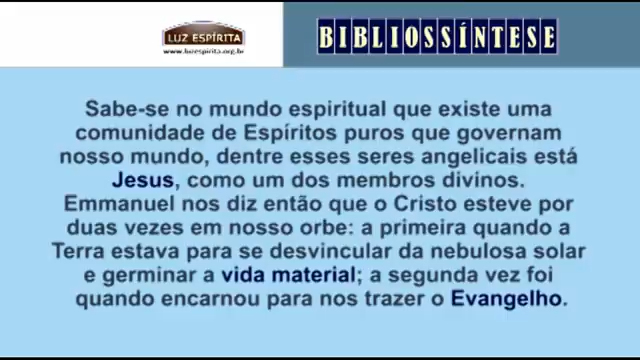 LUZ ESPÍRITA
www.luzespirita.org.br
BIBLIOSSÍNTESE
Sabe-se no mundo espiritual que existe uma
comunidade de Espíritos puros que governam
nosso mundo, dentre esses seres angelicais está
Jesus, como um dos membros divinos.
Emmanuel nos diz então que o Cristo esteve por
duas vezes em nosso orbe: a primeira quando a
Terra estava para se desvincular da nebulosa solar
e germinar a vida material; a segunda vez foi
quando encarnou para nos trazer o Evangelho.